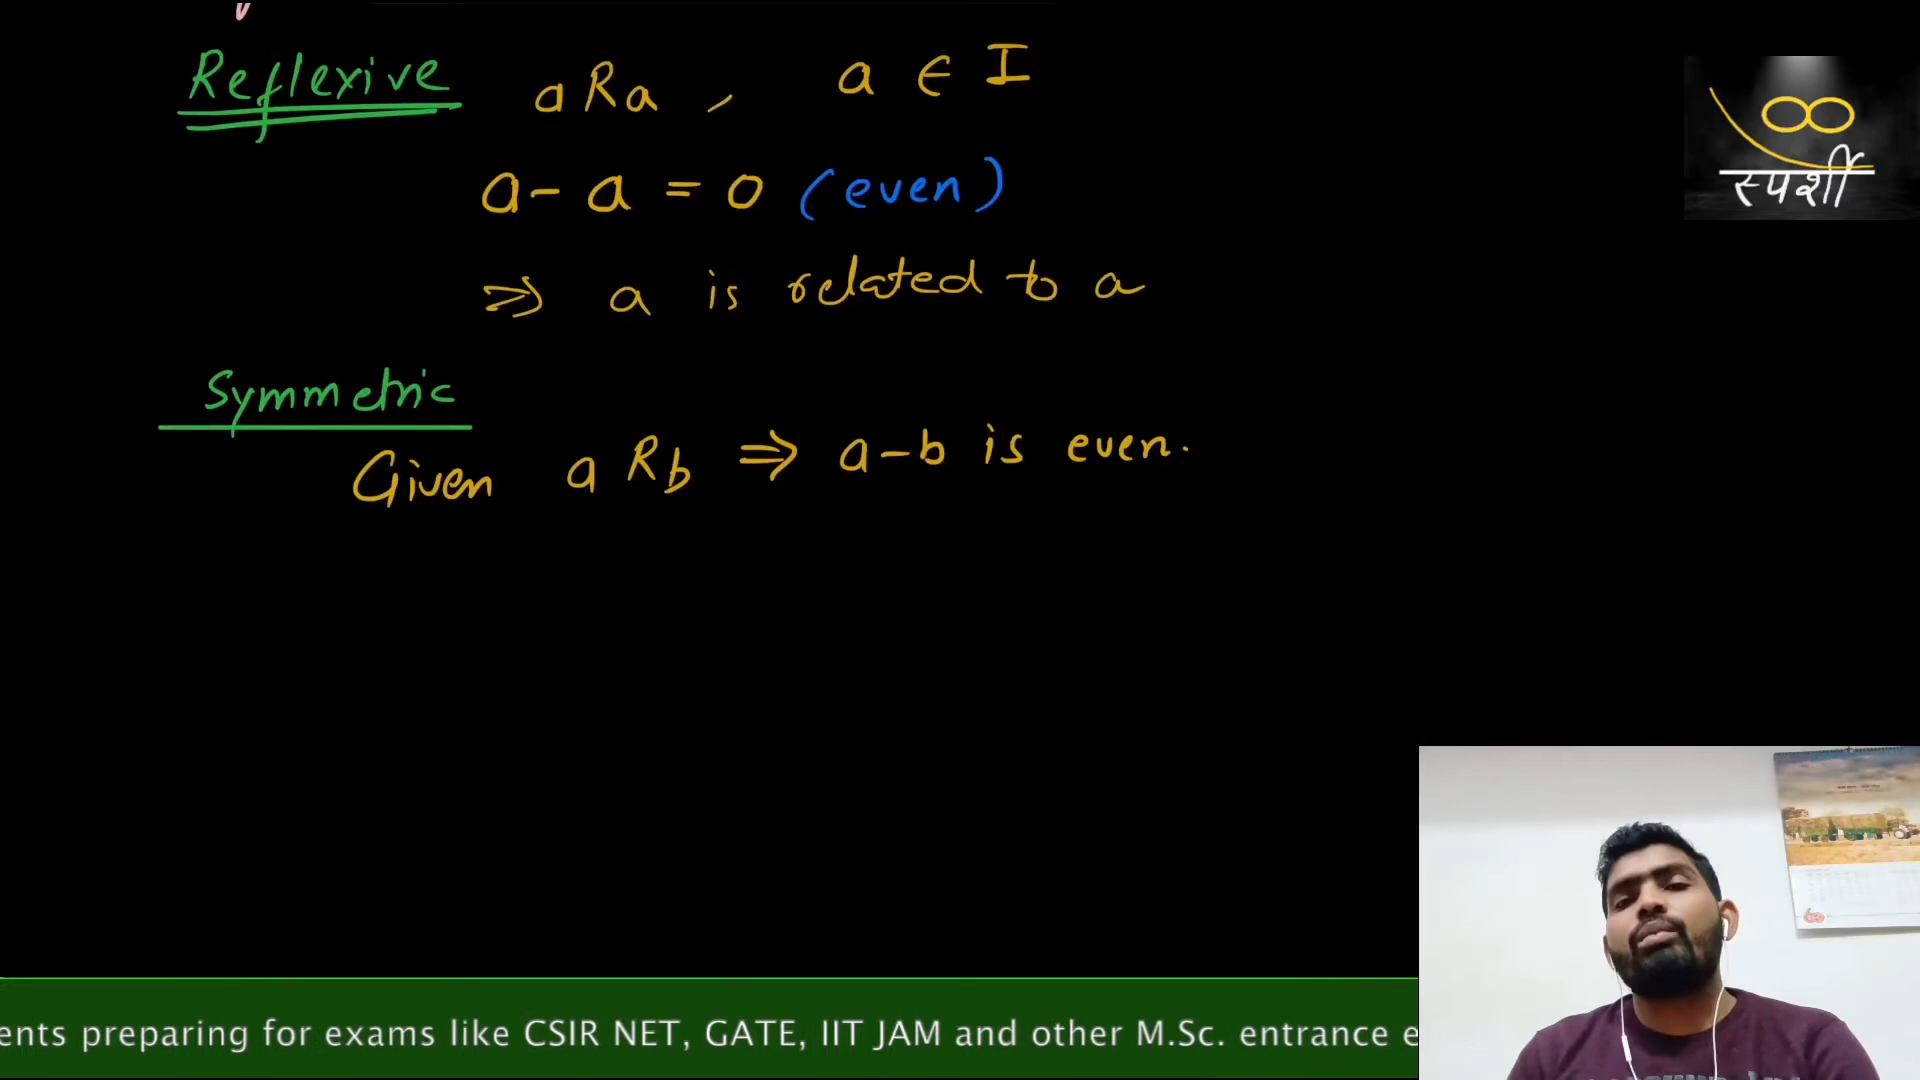 Reflexive aRa, a ∈ I
a - a = 0 (even)
⇒ a is related to a
Symmetric
Given aRb ⇒ a-b is even.
स्पर्शी
ents preparing for exams like CSIR NET, GATE, IIT JAM and other M.Sc. entrance e